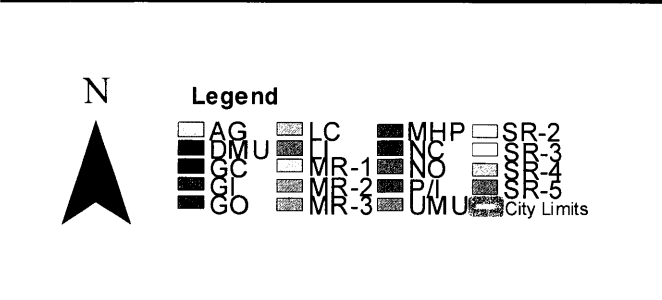 N
Legend
AG LC MHP SR-2
DMU LI NC SR-3
GC MR-1 NO SR-4
GI MR-2 P/I SR-5
GO MR-3 UMU City Limits